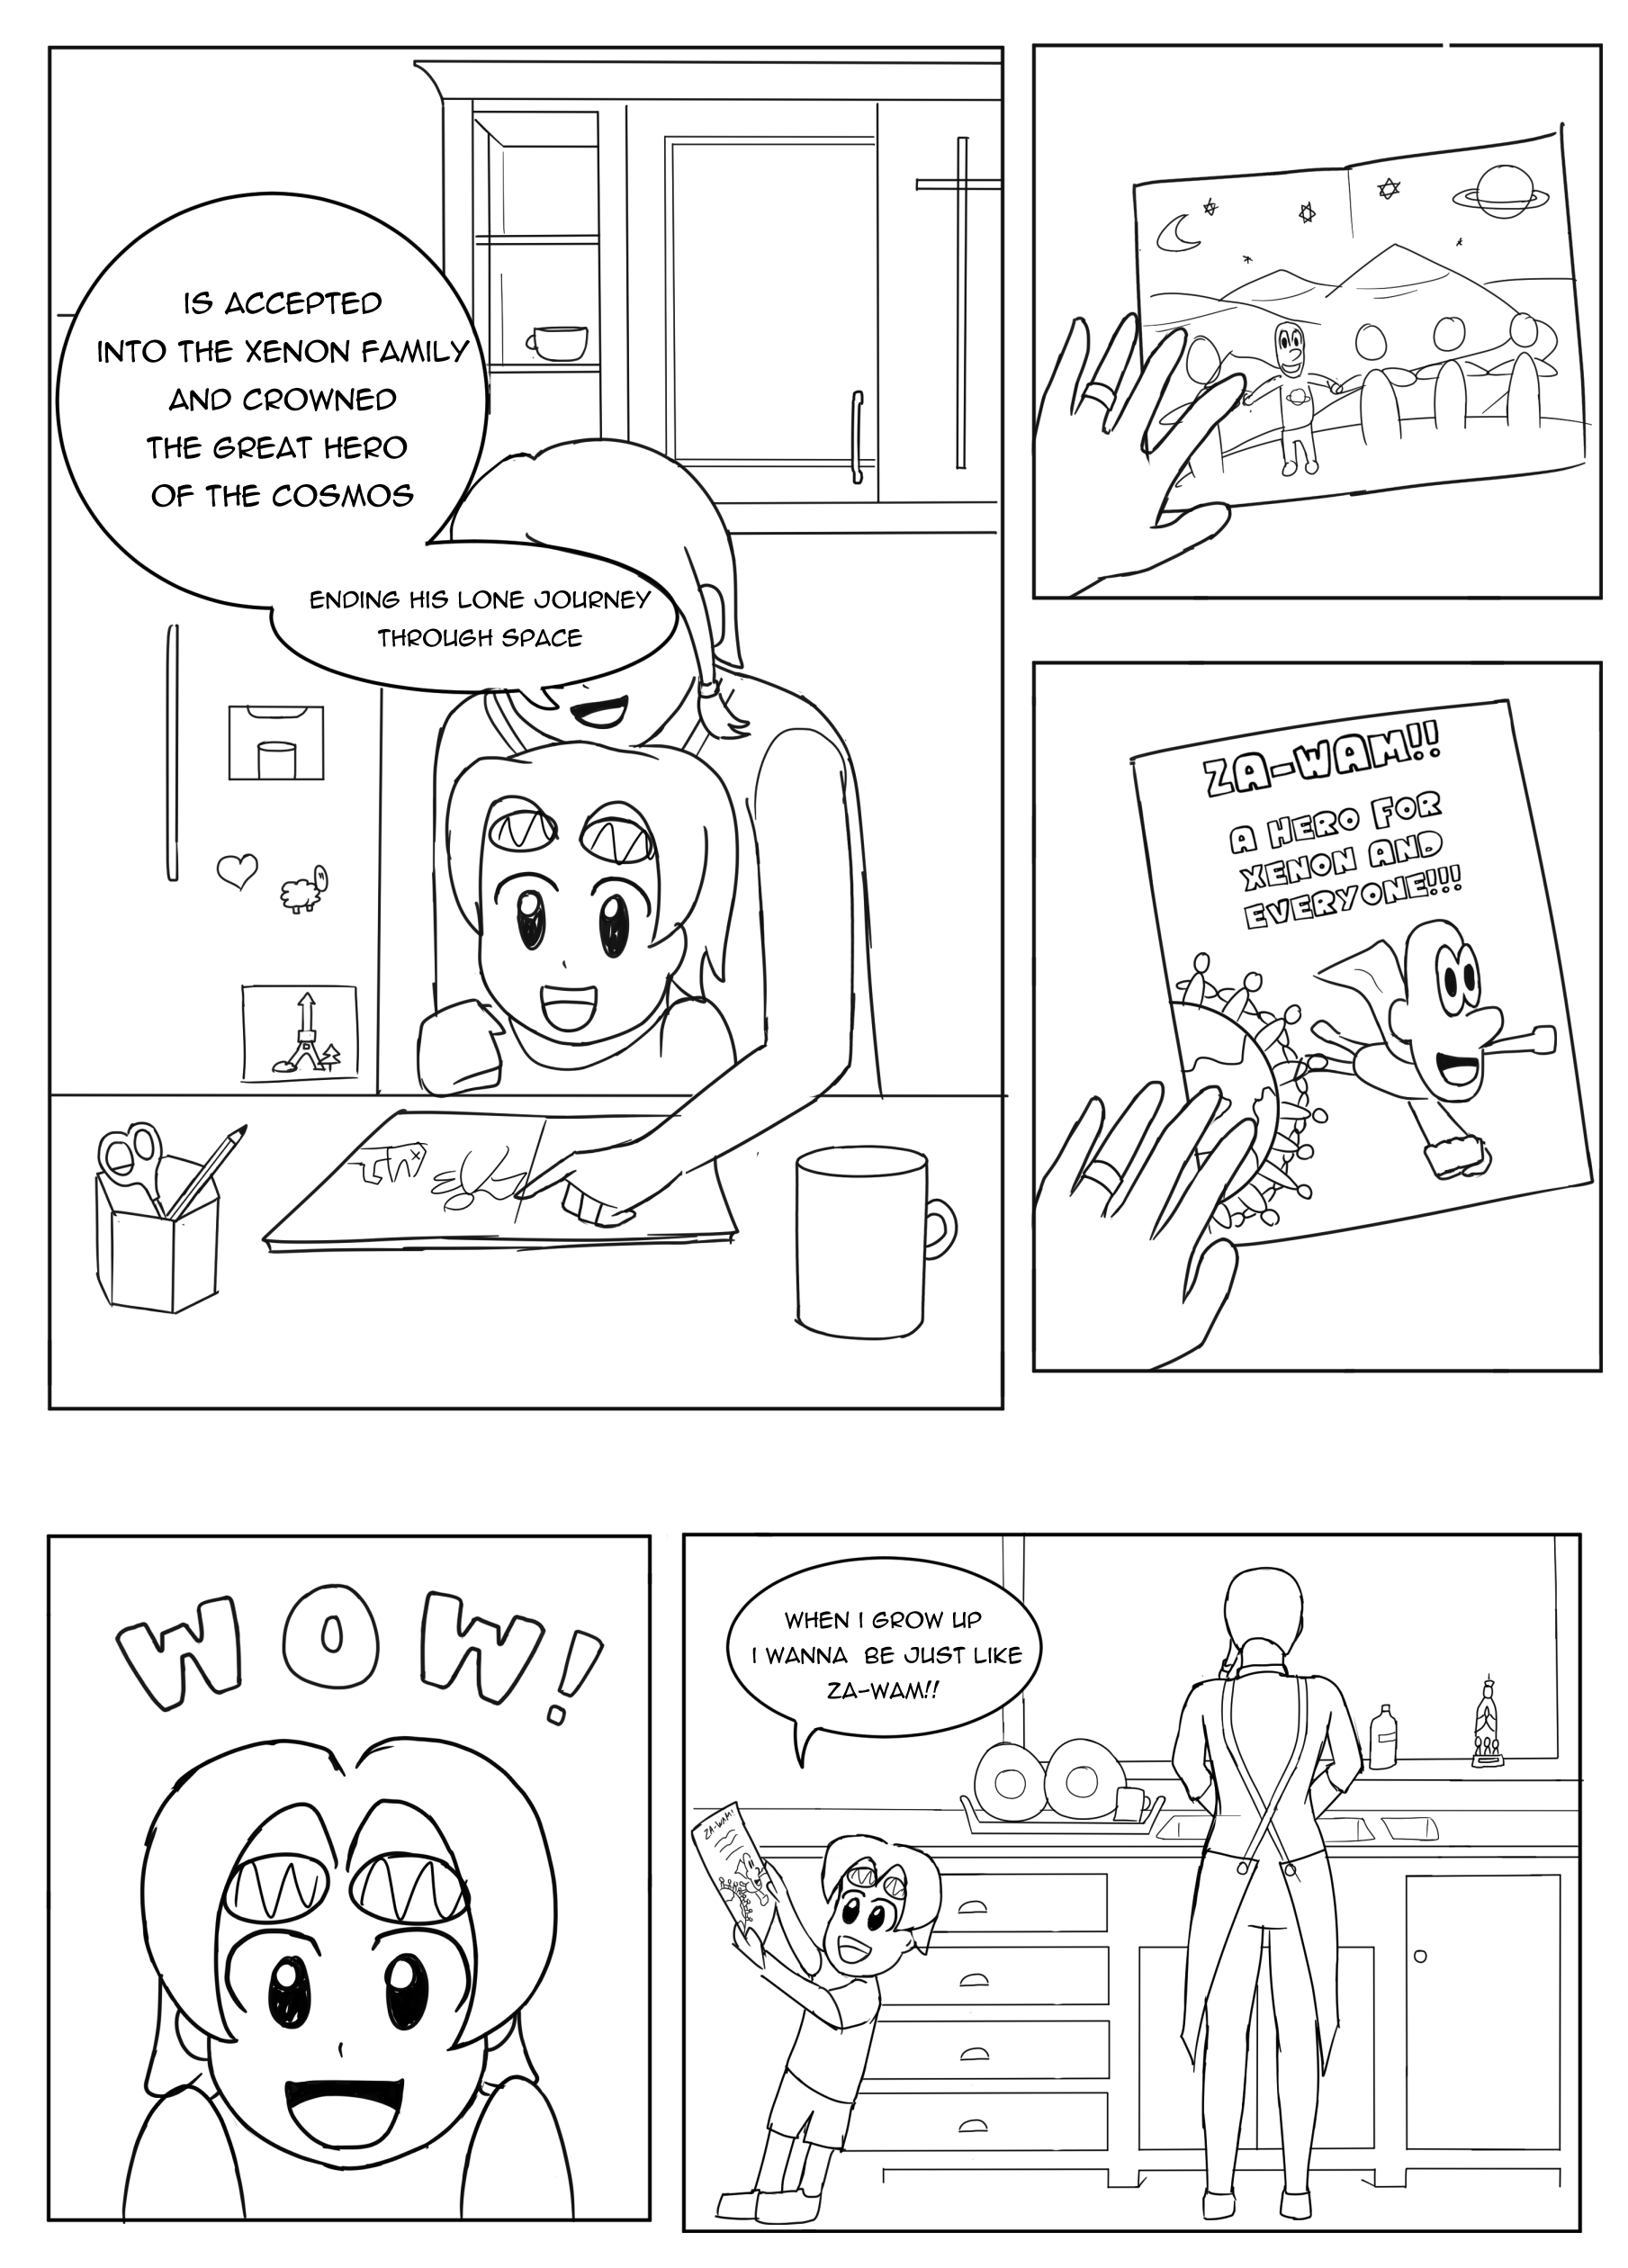 IS ACCEPTED
INTO THE XENON FAMILY
AND CROWNED
THE GREAT HERO
OF THE COSMOS
ENDING HIS LONE JOURNEY
THROUGH SPACE
ZA-WAM!!
A HERO FOR
XENON AND
EVERYONE!!!
WOW!
WHEN I GROW UP
I WANNA BE JUST LIKE
ZA-WAM!!
ZA-WAM!